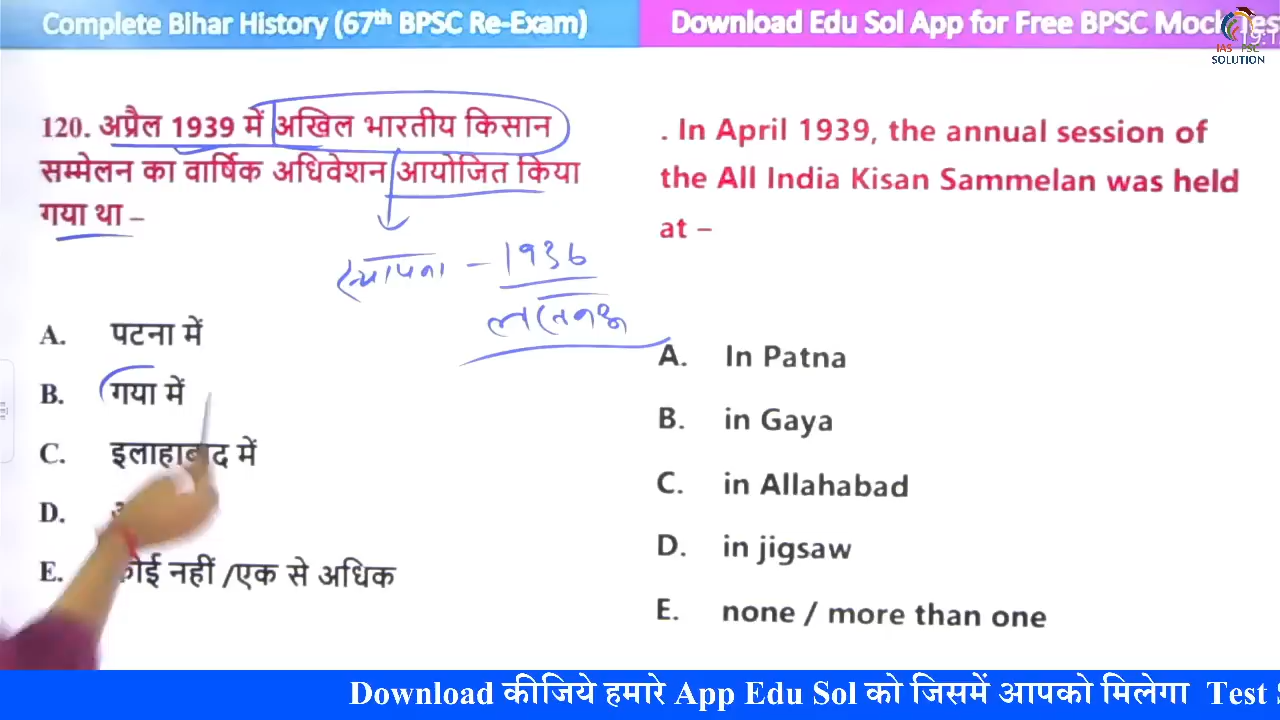 Complete Bihar History (67th BPSC Re-Exam)
Download Edu Sol App for Free BPSC Mock Tes
19:1
IAS PSC
SOLUTION
120. अप्रैल 1939 में अखिल भारतीय किसान
सम्मेलन का वार्षिक अधिवेशन आयोजित किया
गया था –
स्थापना – 1936
लखनऊ
A. पटना में
B. गया में
C. इलाहाबाद में
D.
E. कोई नहीं /एक से अधिक
. In April 1939, the annual session of
the All India Kisan Sammelan was held
at –
A. In Patna
B. in Gaya
C. in Allahabad
D. in jigsaw
E. none / more than one
Download कीजिये हमारे App Edu Sol को जिसमें आपको मिलेगा Test